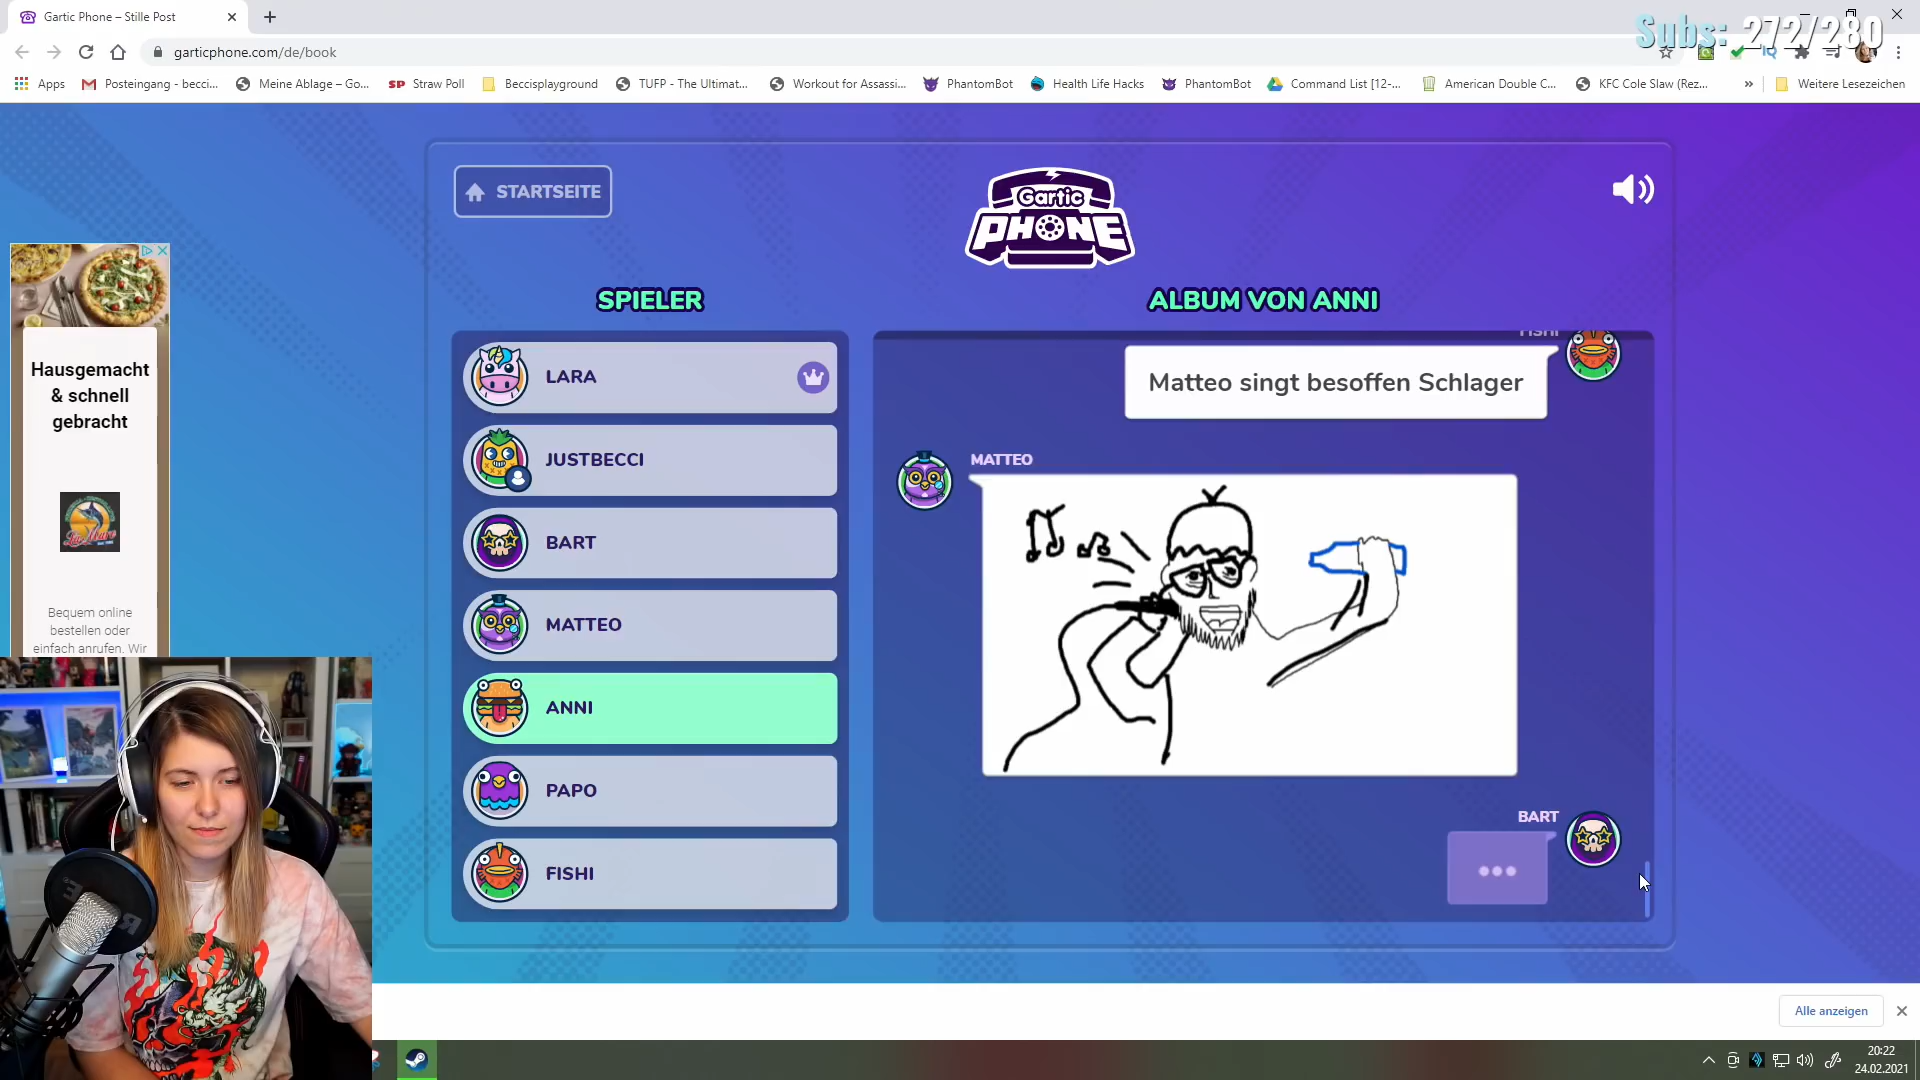 Gartic Phone – Stille Post
Subs: 272/280
garticphone.com/de/book
Apps
Posteingang - becci...
Meine Ablage – Go...
SP Straw Poll
Beccisplayground
TUFP - The Ultimat...
Workout for Assassi...
PhantomBot
Health Life Hacks
PhantomBot
Command List [12-...
American Double C...
KFC Cole Slaw (Rez...
»
Weitere Lesezeichen
STARTSEITE
Gartic
PHONE
SPIELER
ALBUM VON ANNI
LARA
JUSTBECCI
BART
MATTEO
ANNI
PAPO
FISHI
FISHI
Matteo singt besoffen Schlager
MATTEO
BART
Hausgemacht
& schnell
gebracht
Bequem online
bestellen oder
einfach anrufen. Wir
Alle anzeigen
20:22
24.02.2021